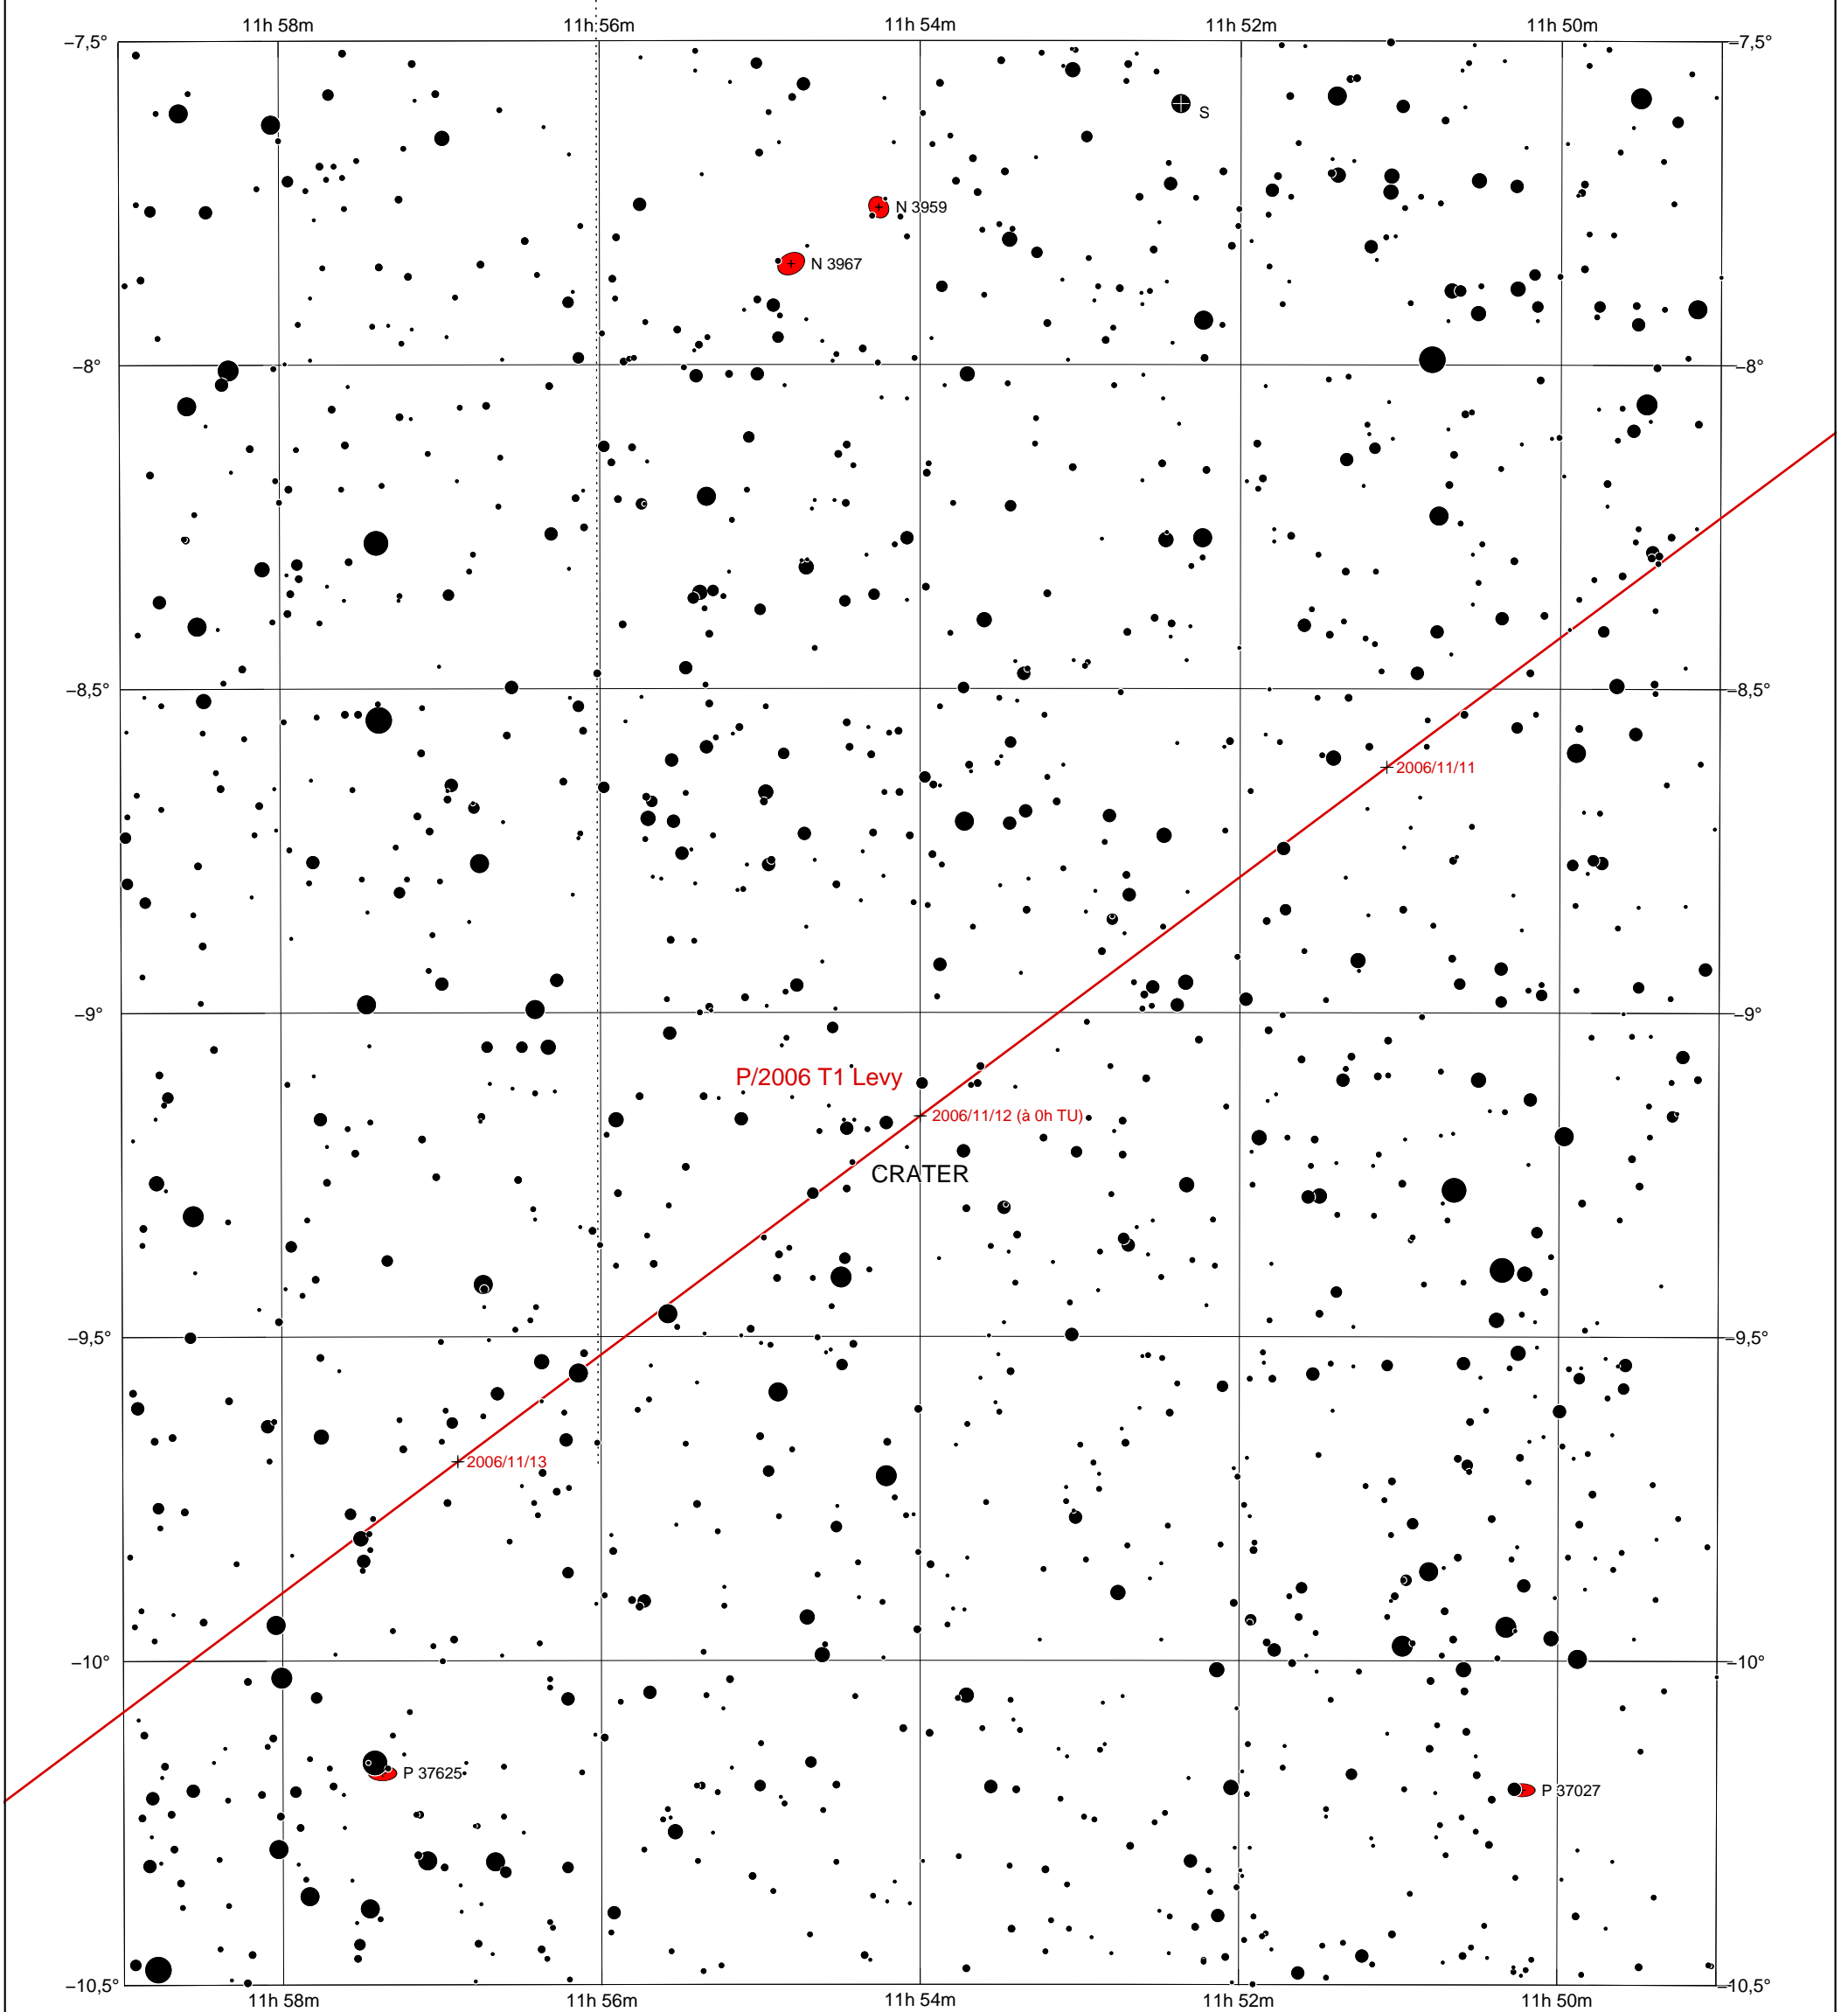 11h 58m 11h 56m 11h 54m 11h 52m 11h 50m
−7,5° −7,5°
S
N 3959
N 3967
−8° −8°
−8,5° −8,5°
2006/11/11
−9° −9°
P/2006 T1 Levy
2006/11/12 (à 0h TU)
CRATER
−9,5° −9,5°
2006/11/13
−10° −10°
P 37625
P 37027
−10,5° −10,5°
11h 58m 11h 56m 11h 54m 11h 52m 11h 50m